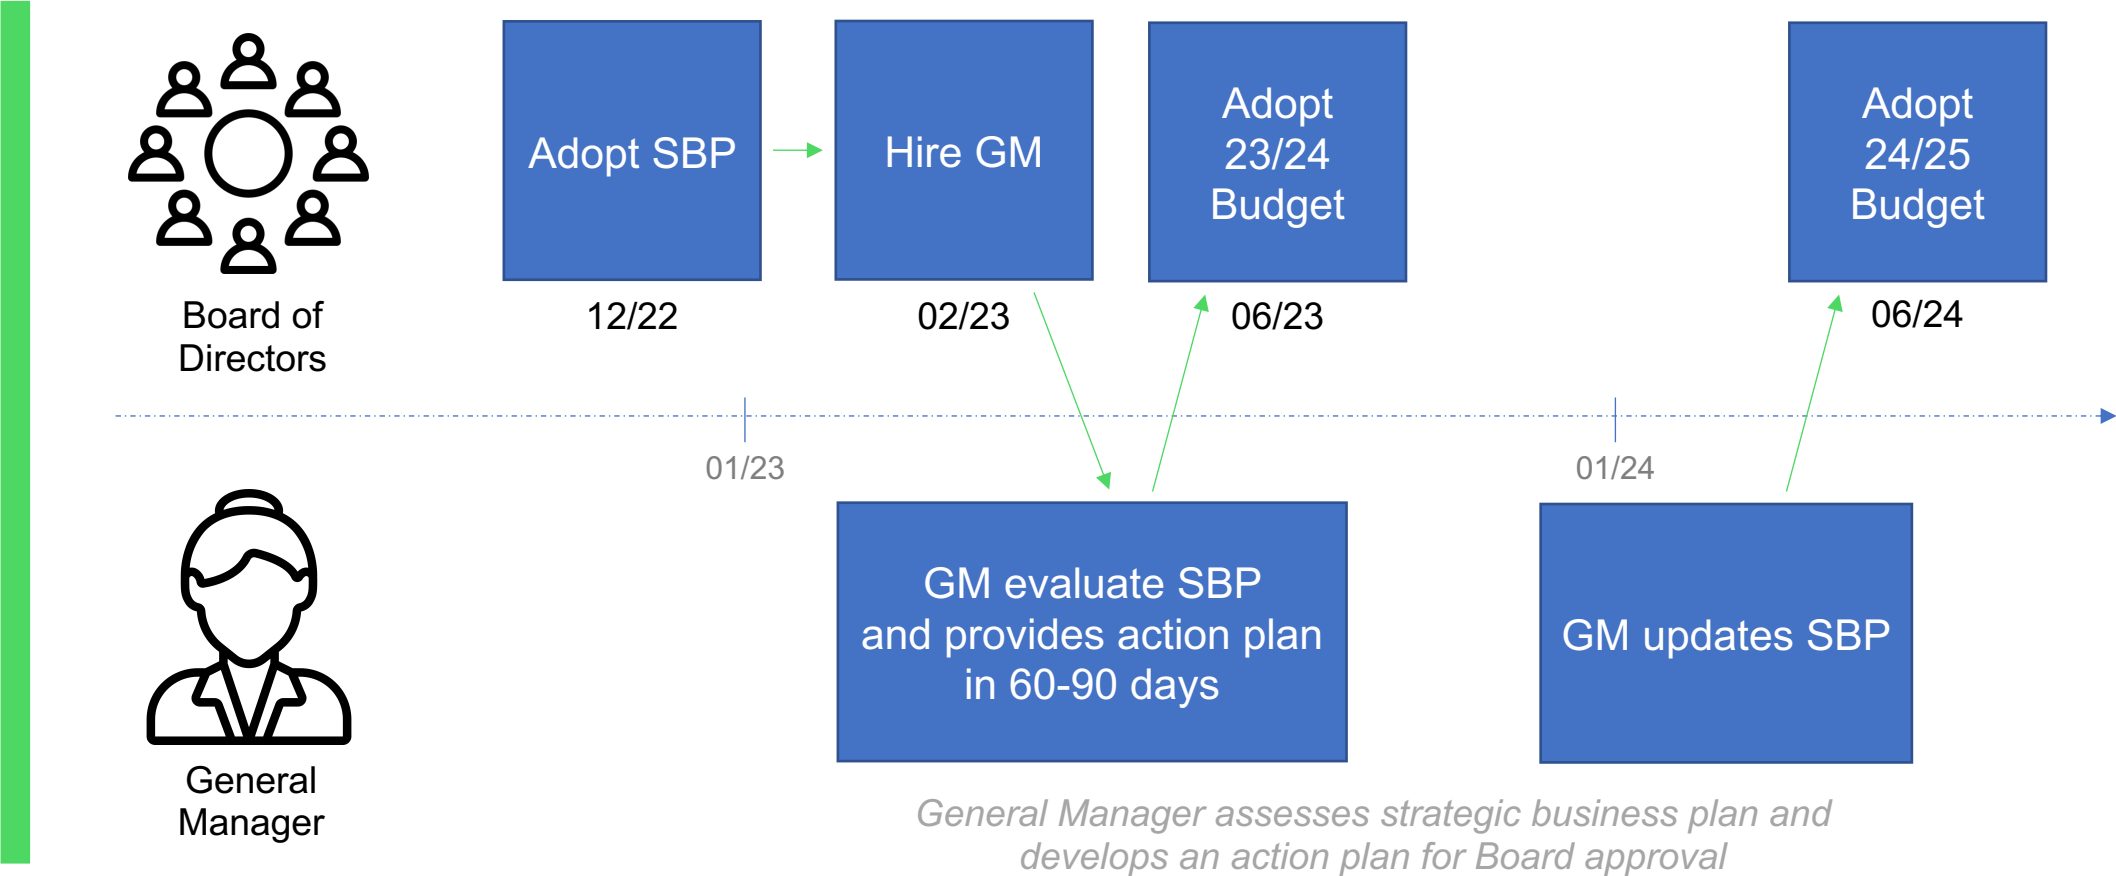 Adopt SBP
Hire GM
Adopt
23/24
Budget
Adopt
24/25
Budget
Board of
Directors
12/22
02/23
06/23
06/24
01/23
01/24
GM evaluate SBP
and provides action plan
in 60-90 days
GM updates SBP
General
Manager
General Manager assesses strategic business plan and
develops an action plan for Board approval